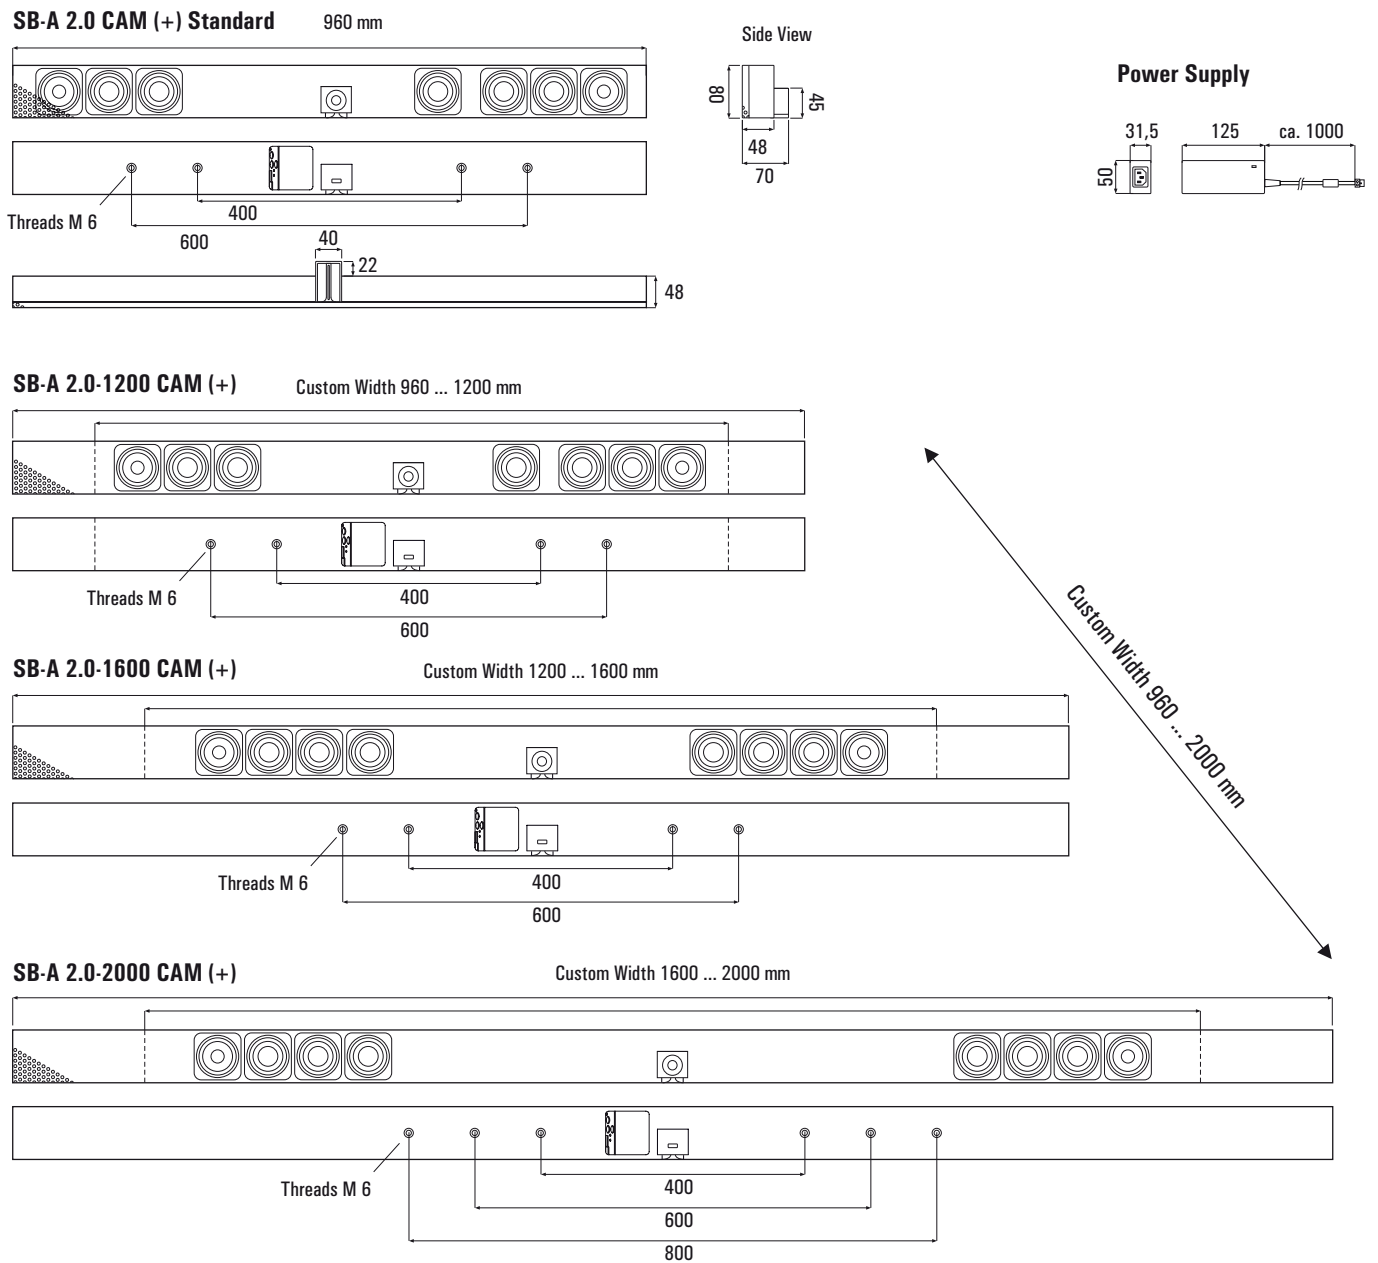 SB-A 2.0 CAM (+) Standard 960 mm
Side View
Power Supply
80
45
48
70
31,5 125 ca. 1000
50
Threads M 6
400
600
40
22
48
SB-A 2.0-1200 CAM (+) Custom Width 960 ... 1200 mm
Threads M 6
400
600
SB-A 2.0-1600 CAM (+) Custom Width 1200 ... 1600 mm
Threads M 6
400
600
Custom Width 960 ... 2000 mm
SB-A 2.0-2000 CAM (+) Custom Width 1600 ... 2000 mm
Threads M 6
400
600
800